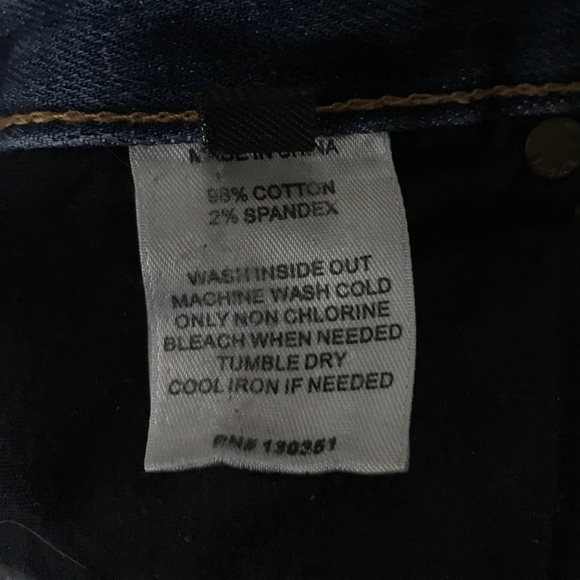 MADE IN CHINA
98% COTTON
2% SPANDEX
WASH INSIDE OUT
MACHINE WASH COLD
ONLY NON CHLORINE
BLEACH WHEN NEEDED
TUMBLE DRY
COOL IRON IF NEEDED
RN# 130351